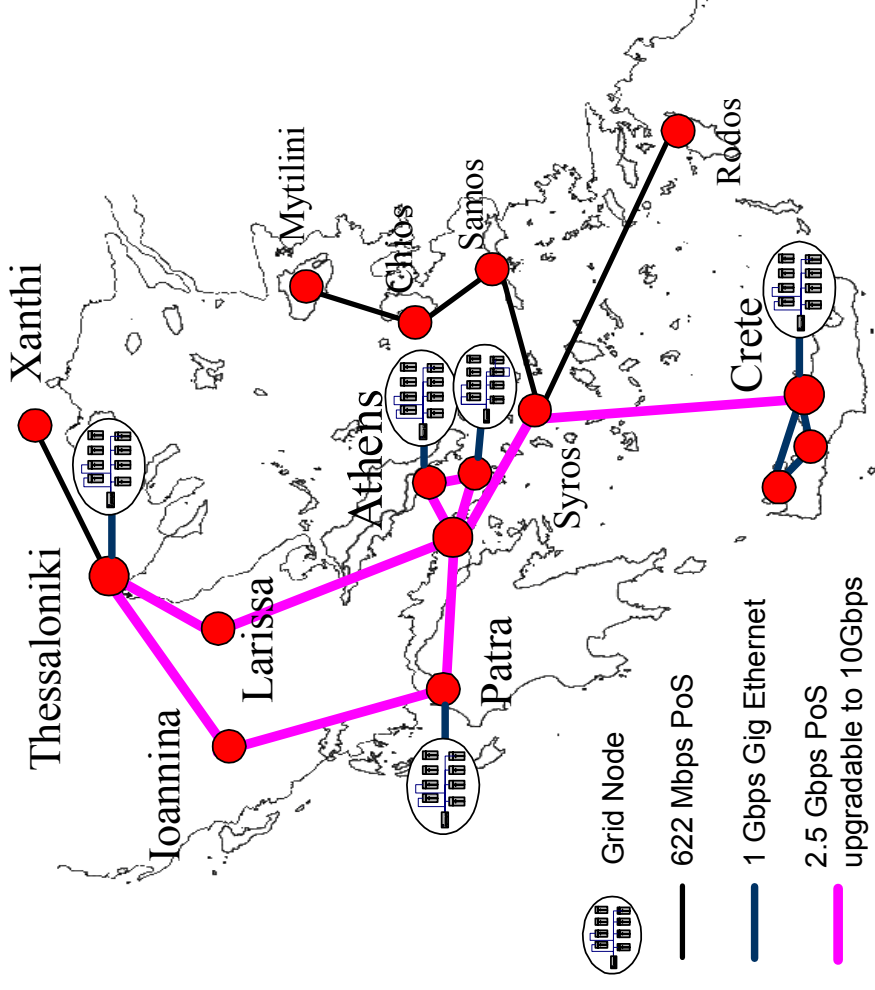 Xanthi
Thessaloniki
Mytilini
Chios
Samos
Larissa
Ioannina
Athens
Rodos
Syros
Patra
Crete
Grid Node
622 Mbps PoS
1 Gbps Gig Ethernet
2.5 Gbps PoS
upgradable to 10Gbps